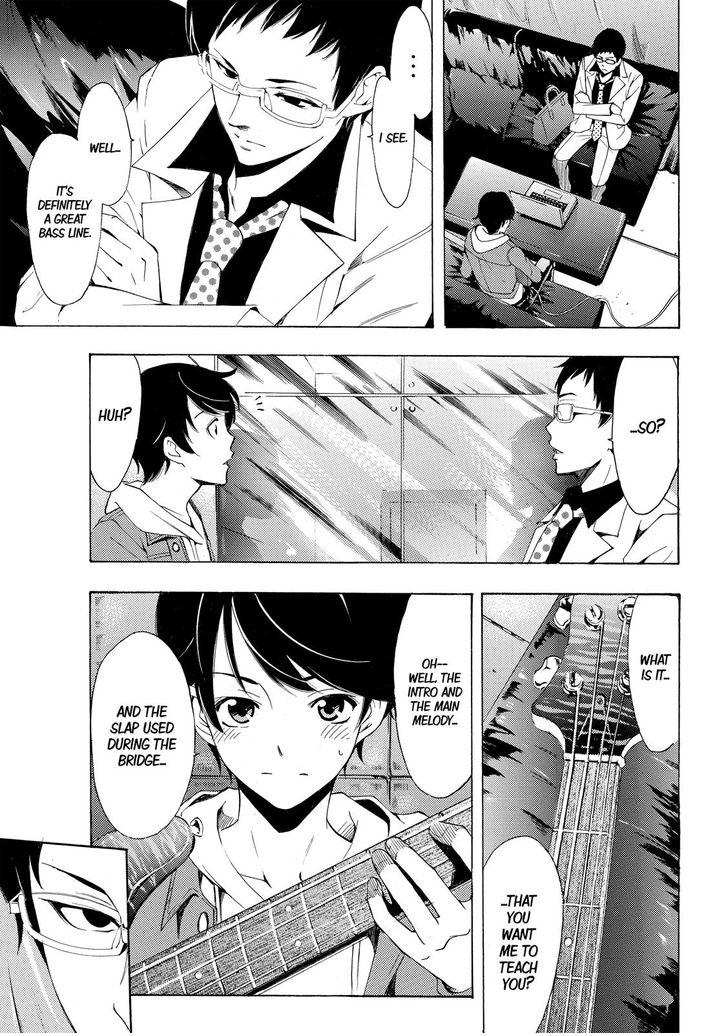 ...
I SEE.
WELL...
IT'S
DEFINITELY
A GREAT
BASS LINE.
...SO?
HUH?
WHAT
IS IT...
...THAT
YOU WANT
ME TO
TEACH
YOU?
OH--
WELL, THE
INTRO AND
THE MAIN
MELODY...
AND THE
SLAP USED
DURING THE
BRIDGE...